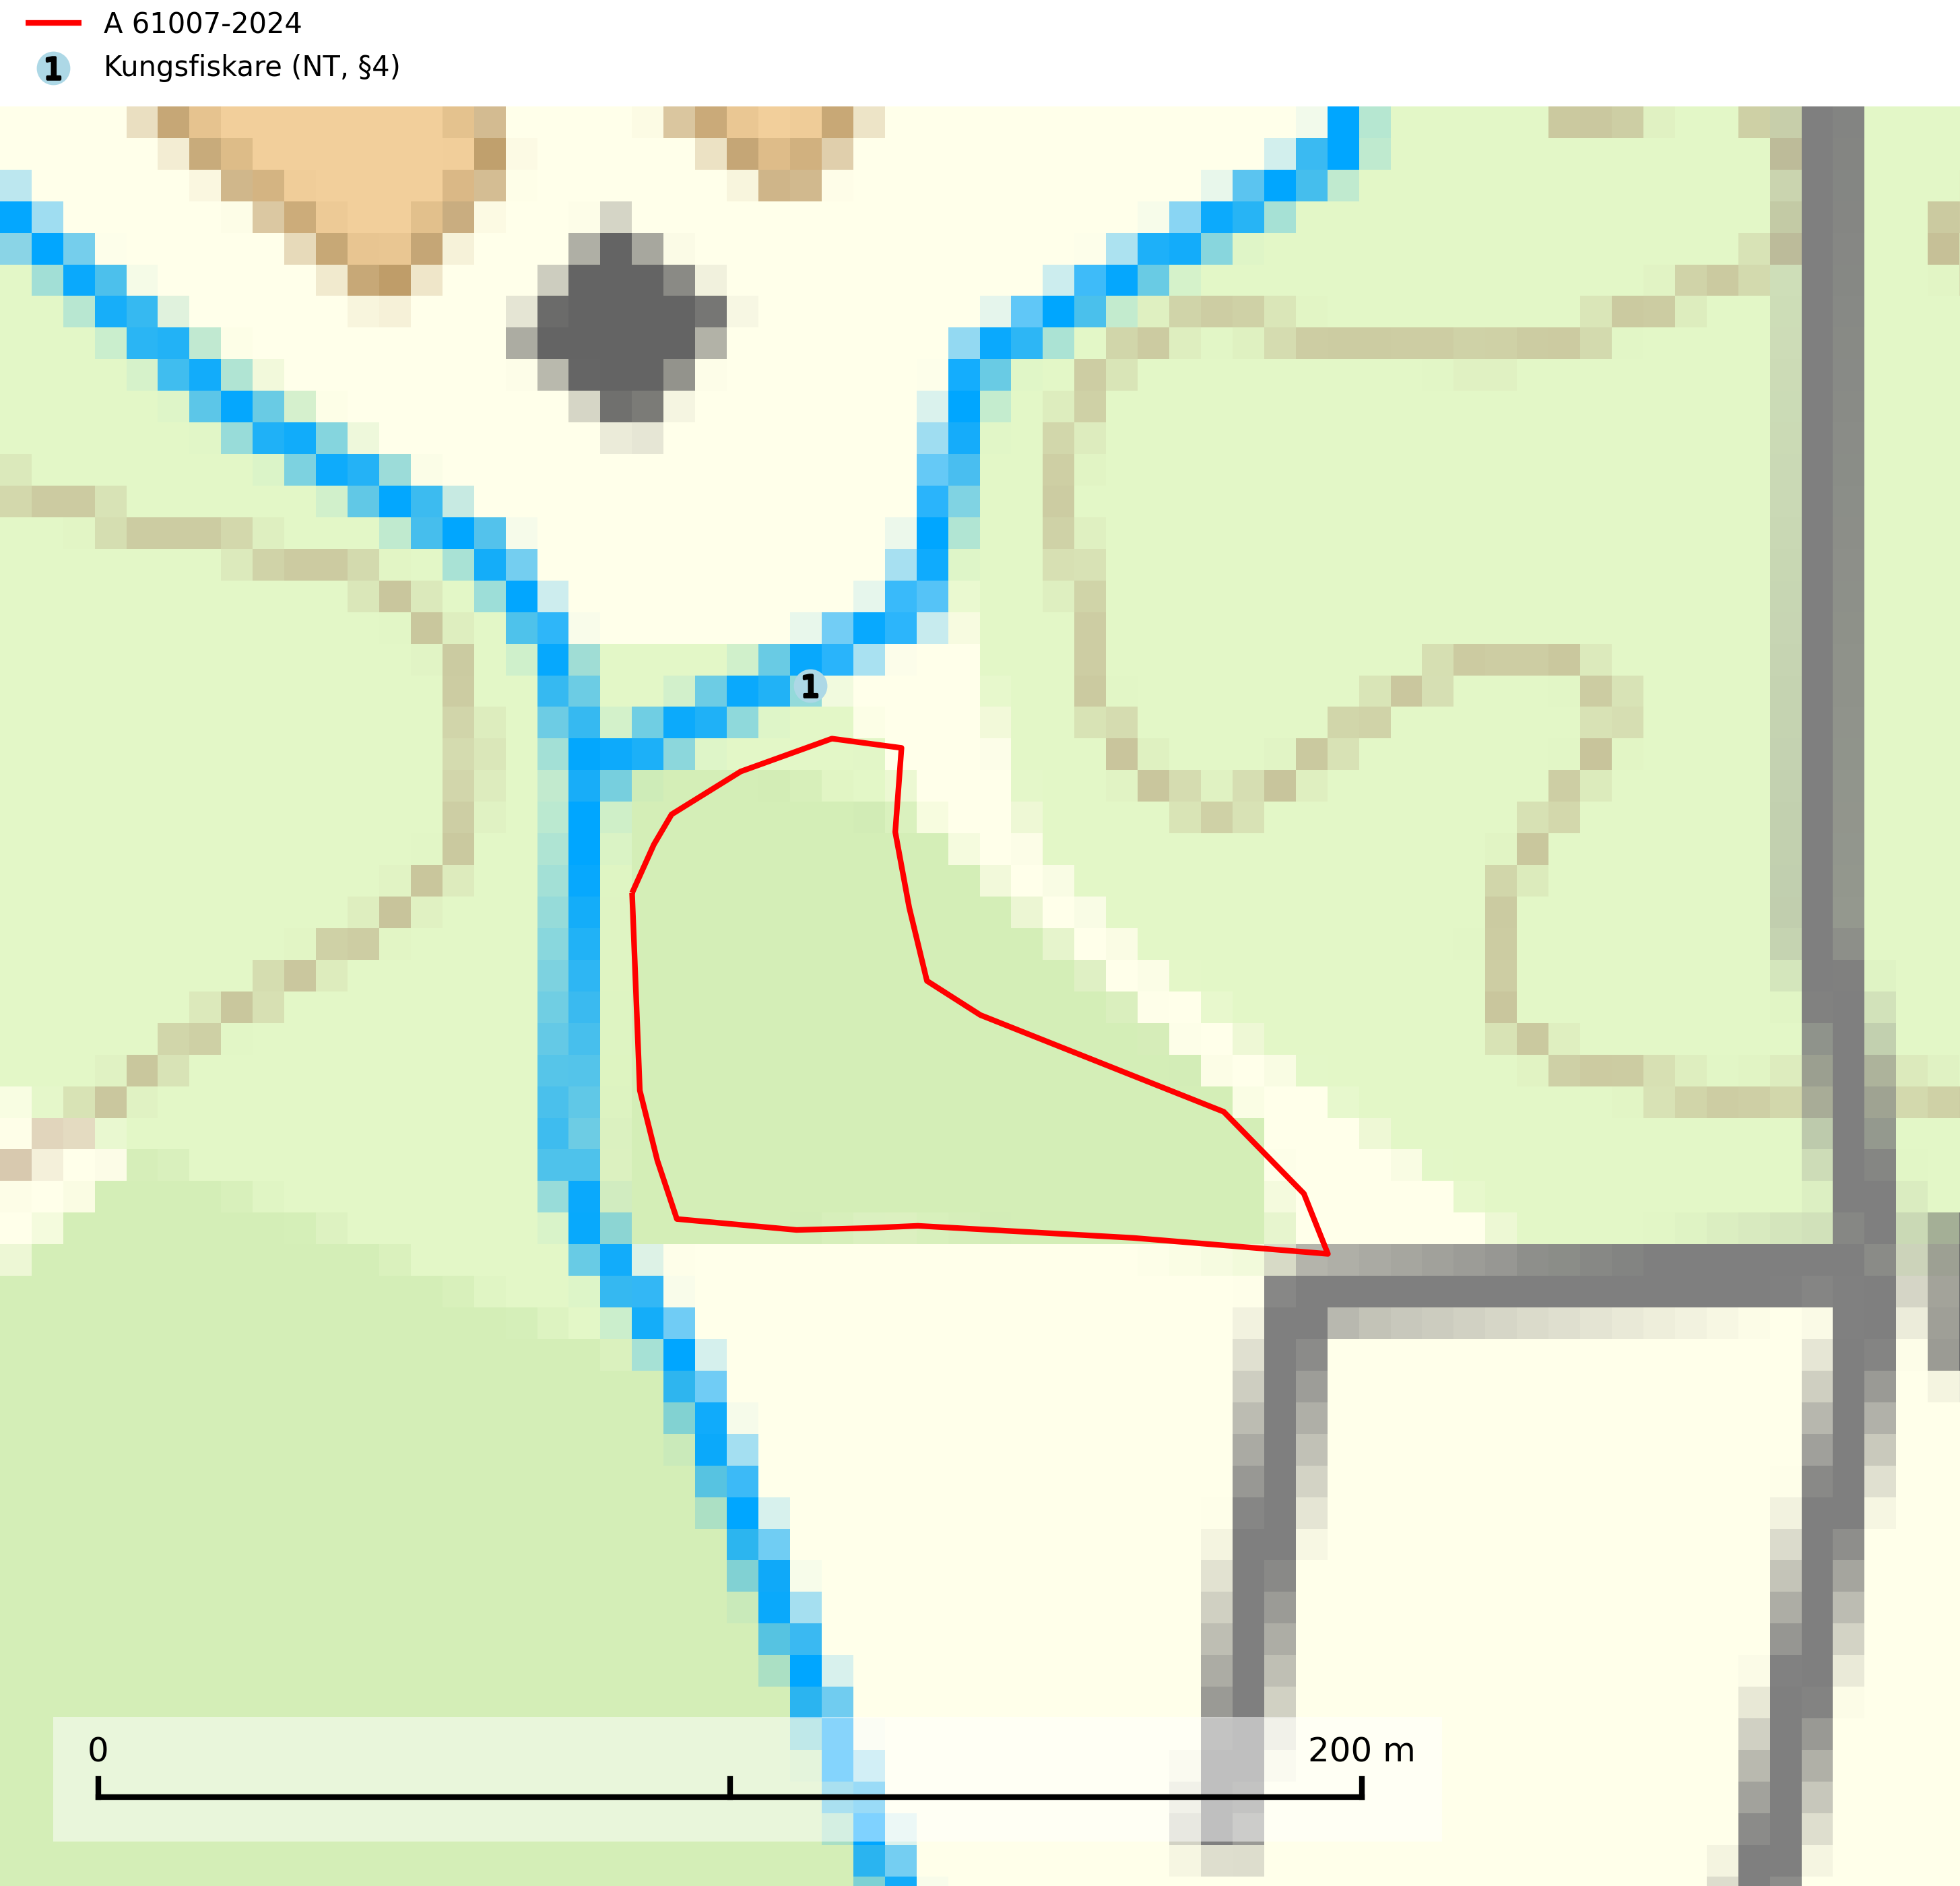 A 61007-2024
1 Kungsfiskare (NT, §4)
1
0 200 m